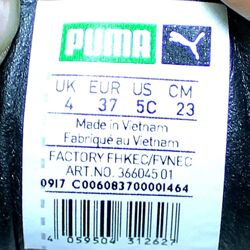 PUMA
UK EUR US CM
4 37 5C 23
Made in Vietnam
Fabriqué au Vietnam
FACTORY FHKEC/FVNEC
ART.NO. 366045 01
0917 C006083700001464
4 059504 312627